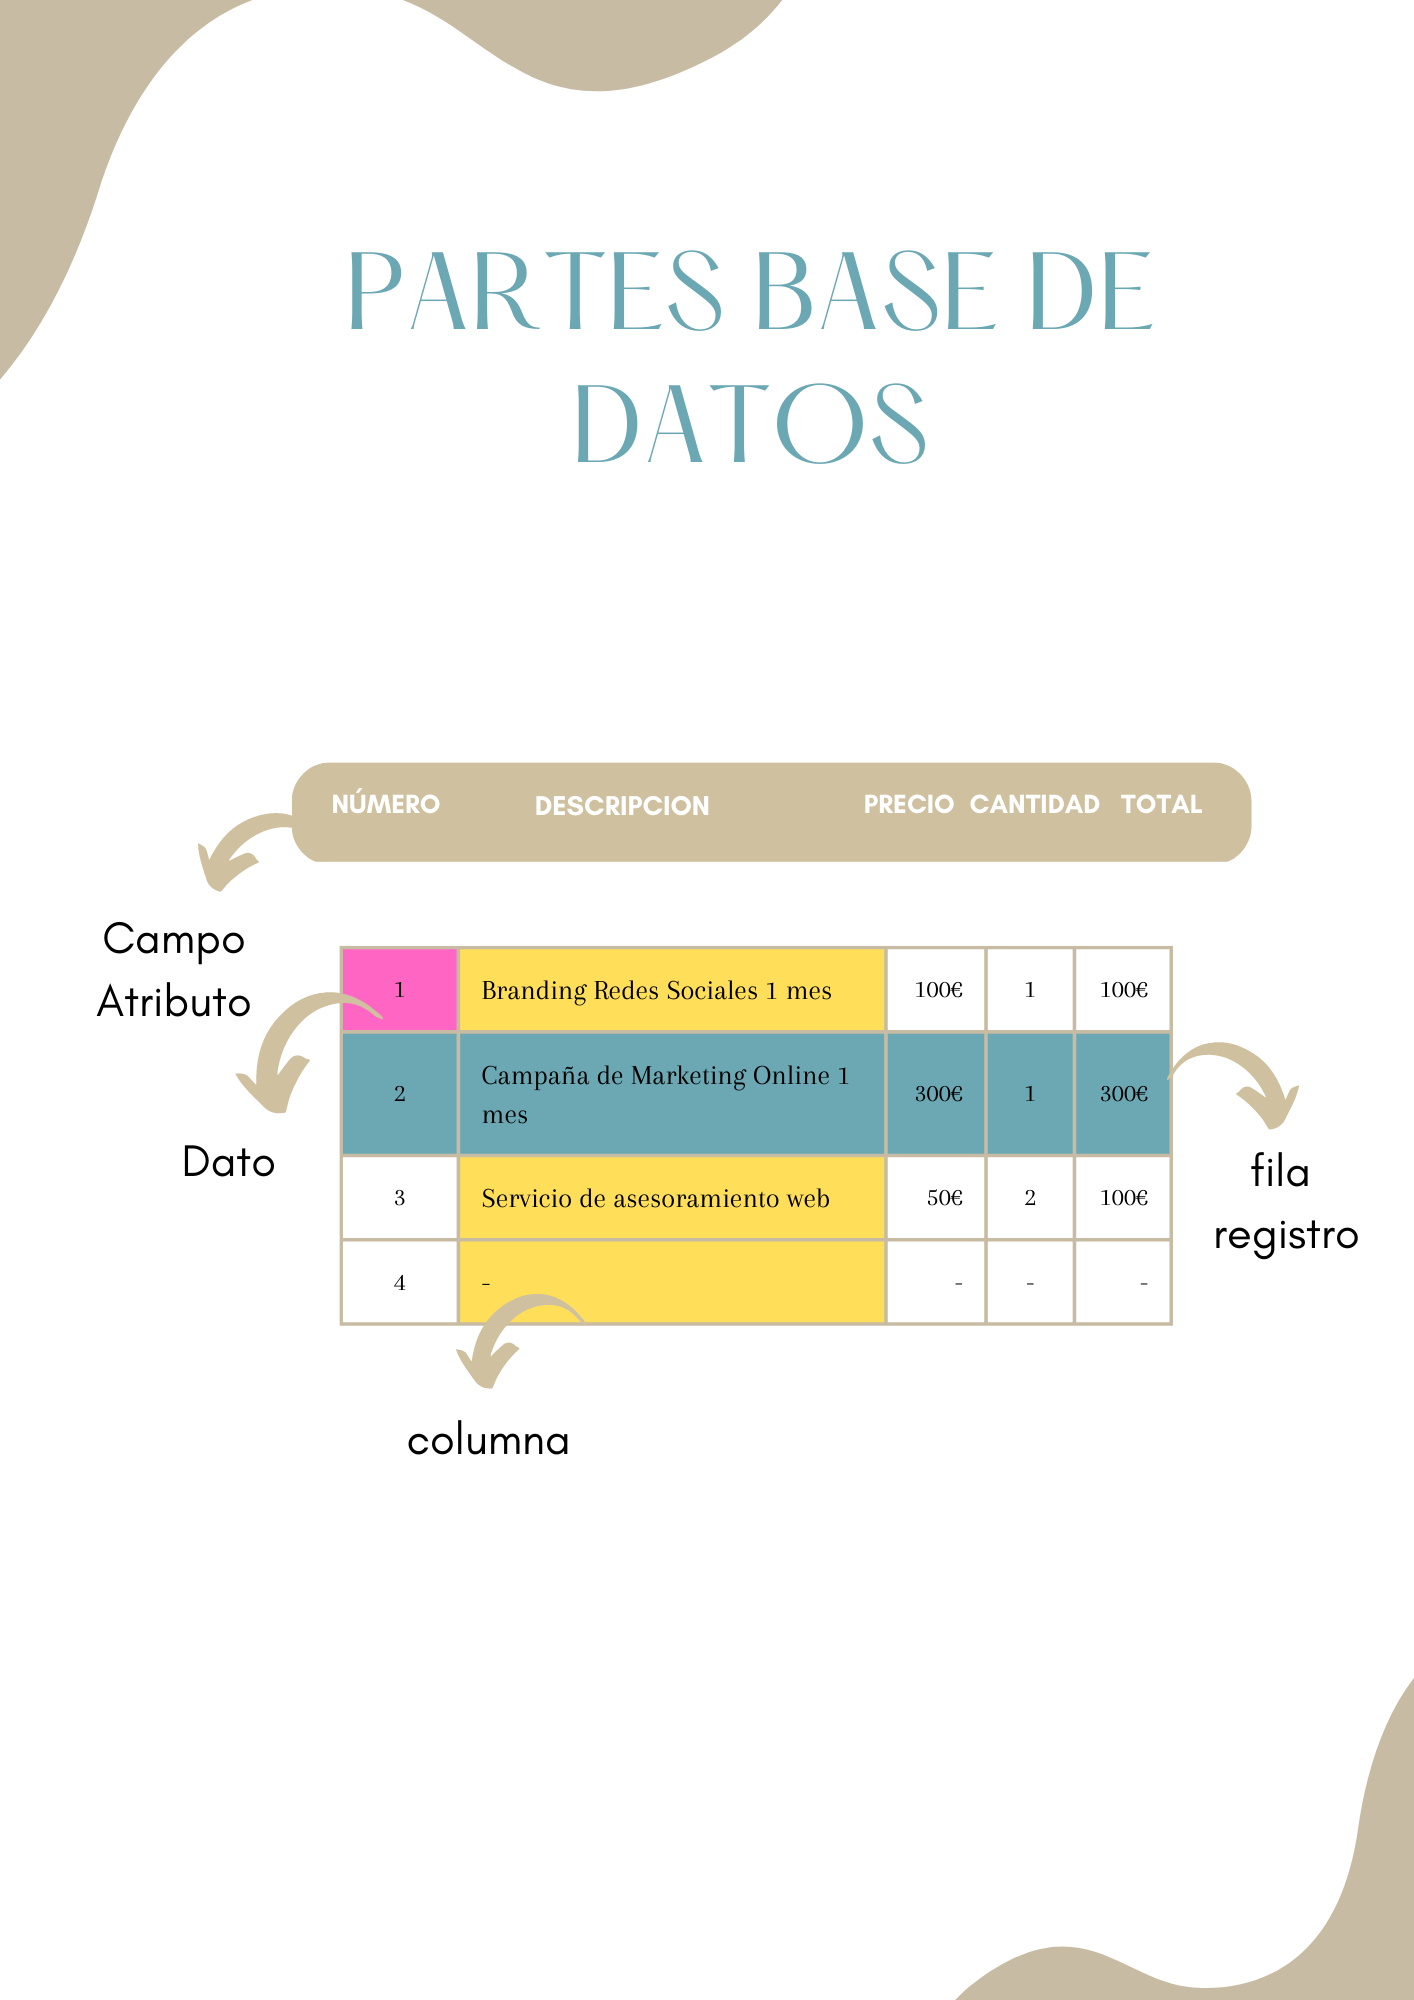 PARTES BASE DE
DATOS
NÚMERO DESCRIPCION PRECIO CANTIDAD TOTAL
Campo
Atributo
1 Branding Redes Sociales 1 mes 100€ 1 100€
2 Campaña de Marketing Online 1
mes 300€ 1 300€
Dato
fila
registro
3 Servicio de asesoramiento web 50€ 2 100€
4 - - - -
columna